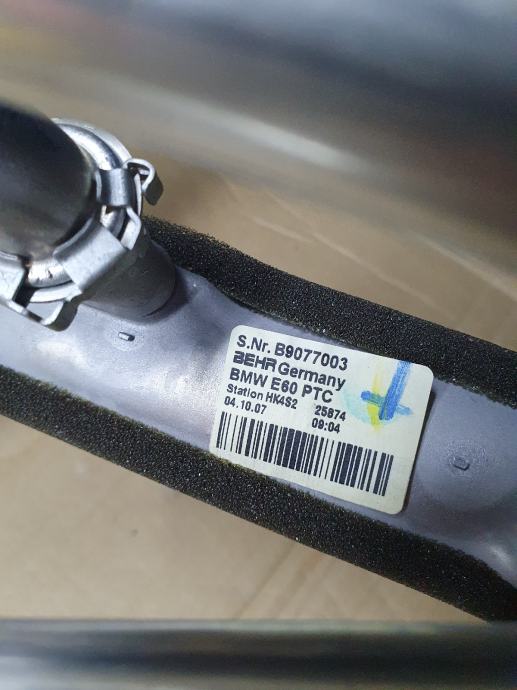 S.Nr. B9077003
BEHR Germany
BMW E60 PTC
Station HK4S2 25874
04.10.07 09:04